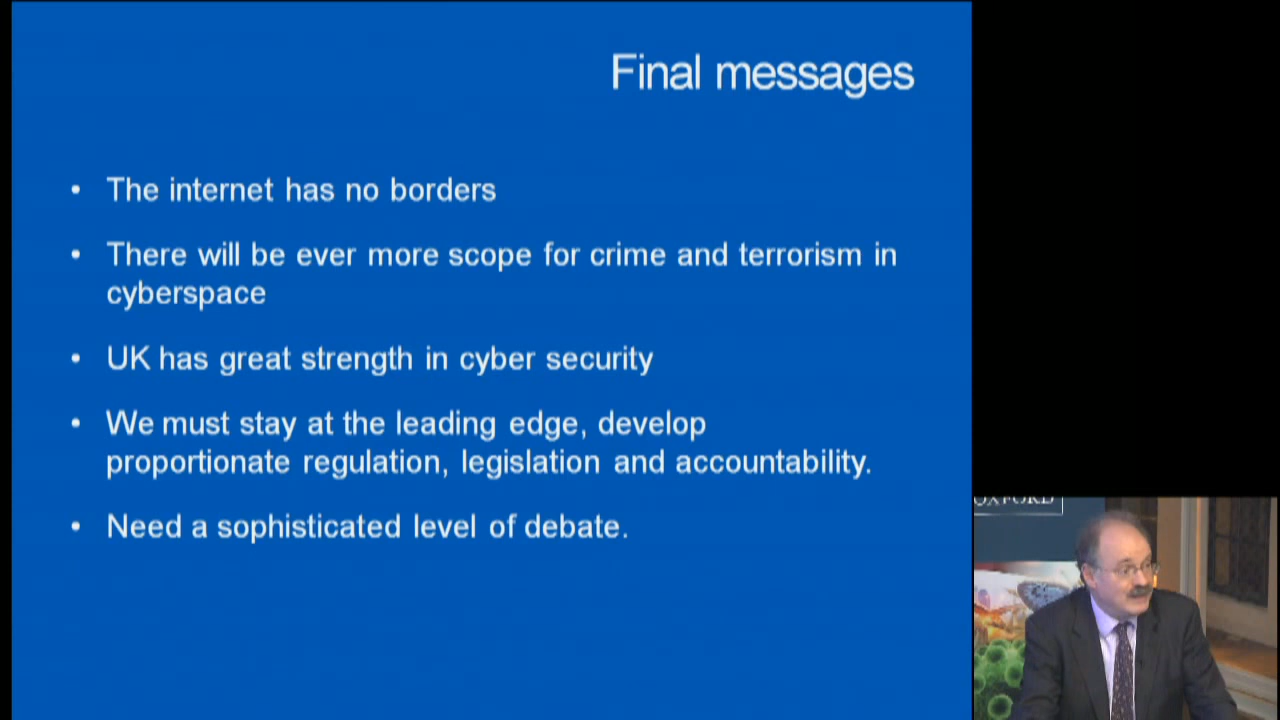 Final messages
• The internet has no borders
• There will be ever more scope for crime and terrorism in
cyberspace
• UK has great strength in cyber security
• We must stay at the leading edge, develop
proportionate regulation, legislation and accountability.
• Need a sophisticated level of debate.
OXFORD